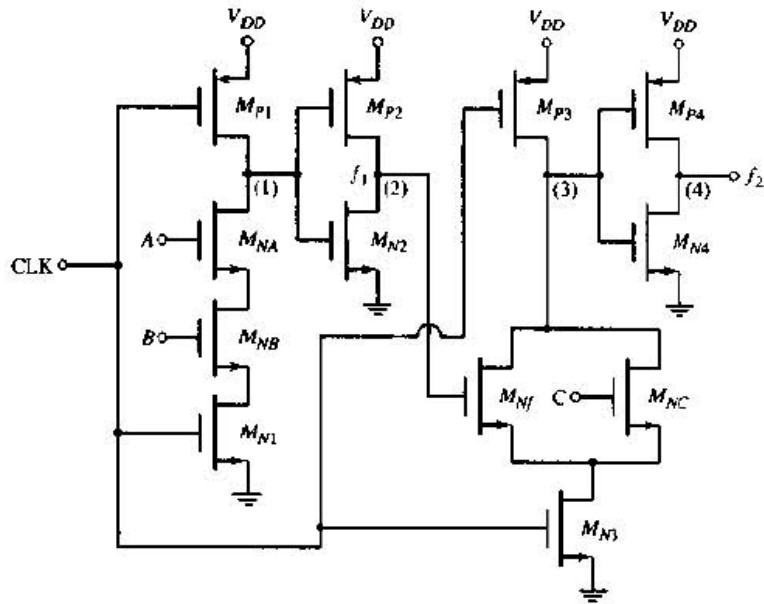 V_DD V_DD V_DD V_DD
M_P1 M_P2 M_P3 M_P4
f_1
(1) (2) (3) (4) f_2
A M_NA M_N2 M_N4
CLK
B M_NB
M_Nf C M_NC
M_N1
M_N3